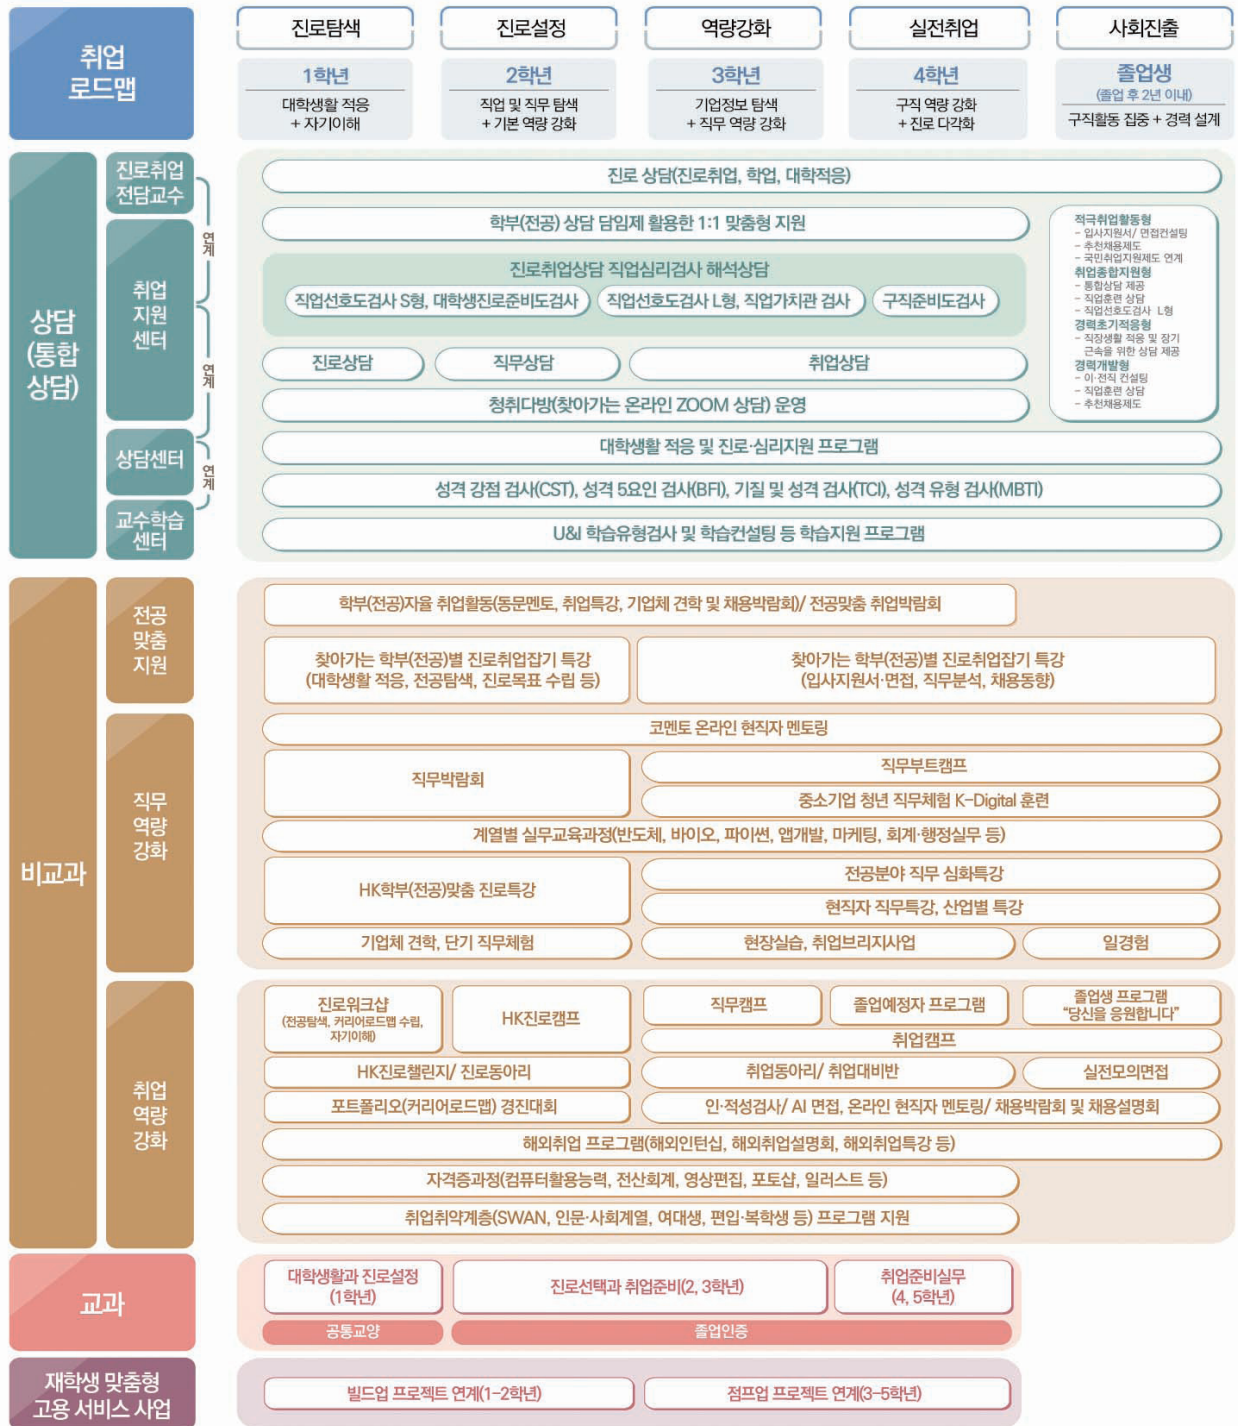 취업
로드맵
진로탐색
진로설정
역량강화
실전취업
사회진출
1학년
대학생활 적응
+ 자기이해
2학년
직업 및 직무 탐색
+ 기본 역량 강화
3학년
기업정보 탐색
+ 직무 역량 강화
4학년
구직 역량 강화
+ 진로 다각화
졸업생
(졸업 후 2년 이내)
구직활동 집중 + 경력 설계
상담
(통합
상담)
진로취업
전담교수
연계
취업
지원
센터
연계
상담센터
연계
교수학습
센터
진로 상담(진로취업, 학업, 대학적응)
학부(전공) 상담 담임제 활용한 1:1 맞춤형 지원
진로취업상담 직업심리검사 해석상담
직업선호도검사 S형, 대학생진로준비도검사
직업선호도검사 L형, 직업가치관 검사
구직준비도검사
진로상담
직무상담
취업상담
청취다방(찾아가는 온라인 ZOOM 상담) 운영
적극취업활동형
- 입사지원서/ 면접컨설팅
- 추천채용제도
- 국민취업지원제도 연계
취업종합지원형
- 통합상담 제공
- 직업훈련 상담
- 직업선호도검사 L형
경력초기적응형
- 직장생활 적응 및 장기
근속을 위한 상담 제공
경력개발형
- 이·전직 컨설팅
- 직업훈련 상담
- 추천채용제도
대학생활 적응 및 진로·심리지원 프로그램
성격 강점 검사(CST), 성격 5요인 검사(BFI), 기질 및 성격 검사(TCI), 성격 유형 검사(MBTI)
U&I 학습유형검사 및 학습컨설팅 등 학습지원 프로그램
비교과
전공
맞춤
지원
학부(전공)자율 취업활동(동문멘토, 취업특강, 기업체 견학 및 채용박람회)/ 전공맞춤 취업박람회
찾아가는 학부(전공)별 진로취업잡기 특강
(대학생활 적응, 전공탐색, 진로목표 수립 등)
찾아가는 학부(전공)별 진로취업잡기 특강
(입사지원서·면접, 직무분석, 채용동향)
직무
역량
강화
코멘토 온라인 현직자 멘토링
직무박람회
직무부트캠프
중소기업 청년 직무체험 K-Digital 훈련
계열별 실무교육과정(반도체, 바이오, 파이썬, 앱개발, 마케팅, 회계·행정실무 등)
HK학부(전공)맞춤 진로특강
전공분야 직무 심화특강
현직자 직무특강, 산업별 특강
기업체 견학, 단기 직무체험
현장실습, 취업브리지사업
일경험
취업
역량
강화
진로워크샵
(전공탐색, 커리어로드맵 수립,
자기이해)
HK진로캠프
직무캠프
졸업예정자 프로그램
졸업생 프로그램
"당신을 응원합니다"
취업캠프
HK진로챌린지/ 진로동아리
취업동아리/ 취업대비반
실전모의면접
포트폴리오(커리어로드맵) 경진대회
인·적성검사/ AI 면접, 온라인 현직자 멘토링/ 채용박람회 및 채용설명회
해외취업 프로그램(해외인턴십, 해외취업설명회, 해외취업특강 등)
자격증과정(컴퓨터활용능력, 전산회계, 영상편집, 포토샵, 일러스트 등)
취업취약계층(SWAN, 인문·사회계열, 여대생, 편입·복학생 등) 프로그램 지원
교과
대학생활과 진로설정
(1학년)
진로선택과 취업준비(2, 3학년)
취업준비실무
(4, 5학년)
공통교양
졸업인증
재학생 맞춤형
고용 서비스 사업
빌드업 프로젝트 연계(1-2학년)
점프업 프로젝트 연계(3-5학년)